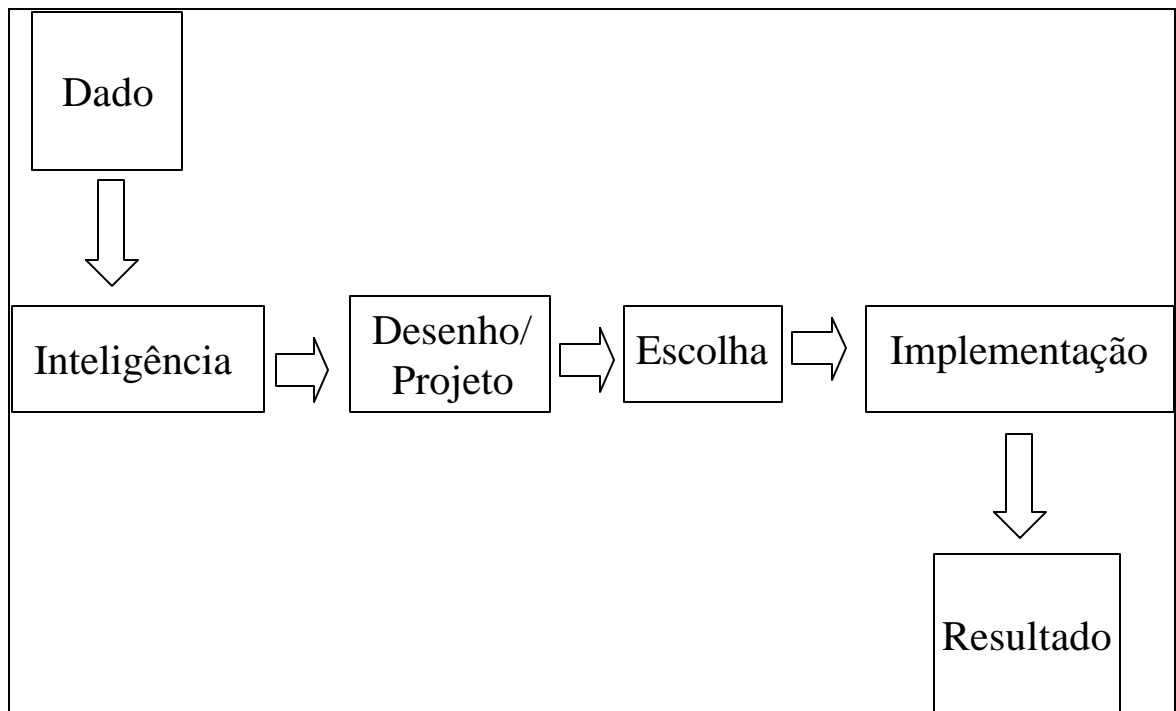 Dado
Inteligência
Desenho/
Projeto
Escolha
Implementação
Resultado